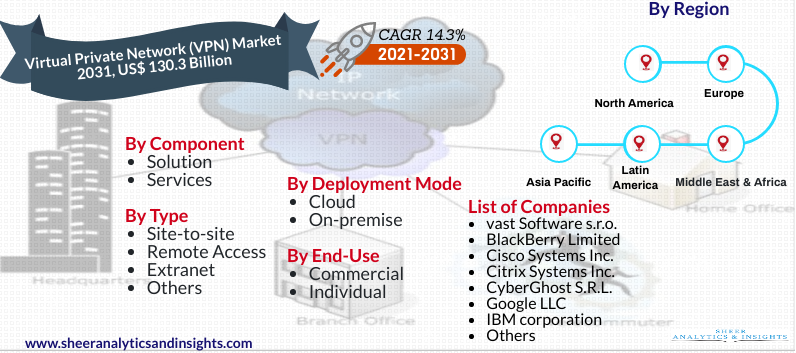 Virtual Private Network (VPN) Market
2031, US$ 130.3 Billion
CAGR 14.3%
2021-2031
By Region
North America
Europe
Asia Pacific
Latin
America
Middle East & Africa
IP
Network
VPN
Headquarters
Branch Office
Home Office
By Component
• Solution
• Services
By Type
• Site-to-site
• Remote Access
• Extranet
• Others
By Deployment Mode
• Cloud
• On-premise
By End-Use
• Commercial
• Individual
List of Companies
• vast Software s.r.o.
• BlackBerry Limited
• Cisco Systems Inc.
• Citrix Systems Inc.
• CyberGhost S.R.L.
• Google LLC
• IBM corporation
• Others
www.sheeranalyticsandinsights.com
SHEER
ANALYTICS & INSIGHTS